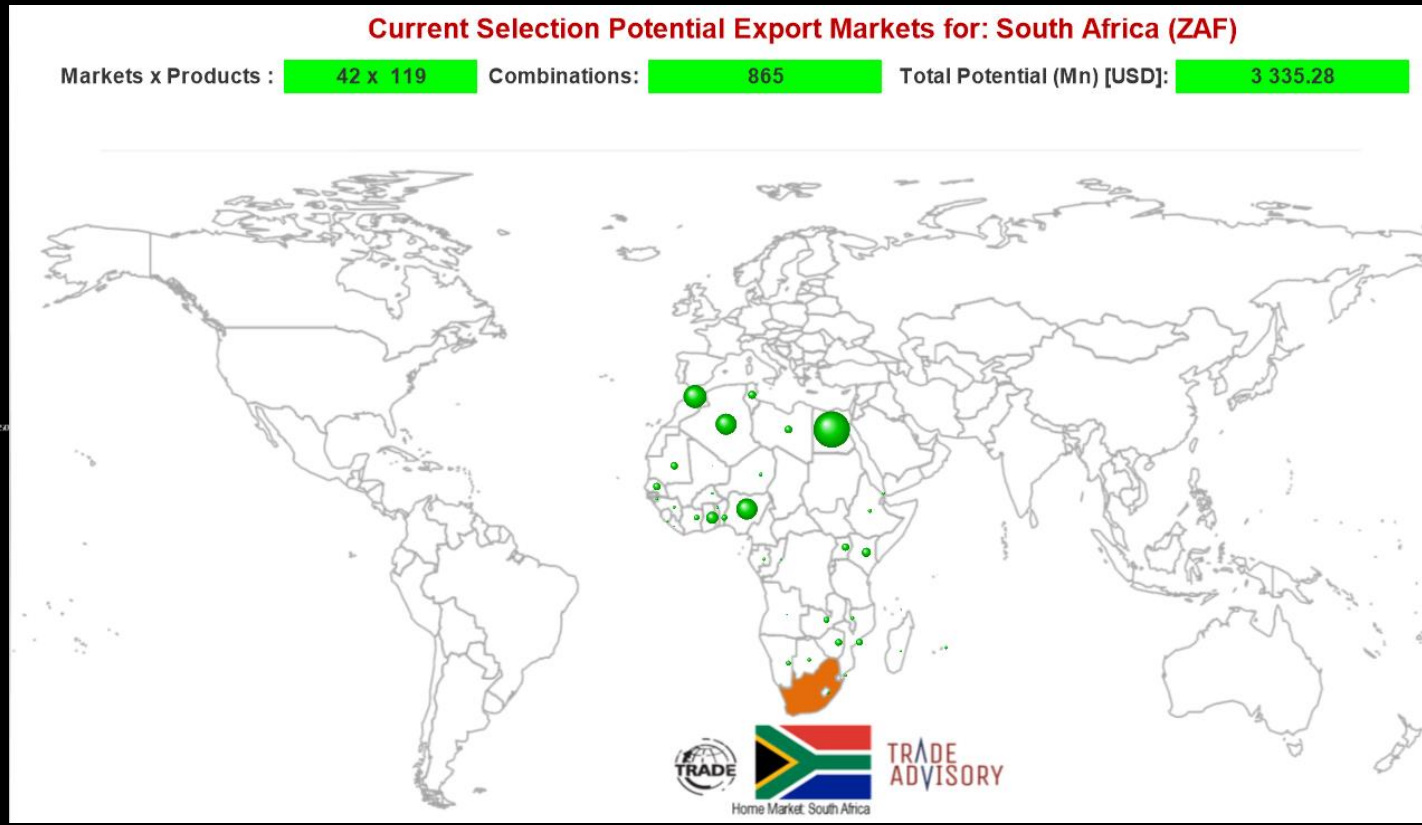 Current Selection Potential Export Markets for: South Africa (ZAF)
Markets x Products : 42 x 119 Combinations: 865 Total Potential (Mn) [USD]: 3 335.28
TRADE
TRADE
ADVISORY
Home Market: South Africa